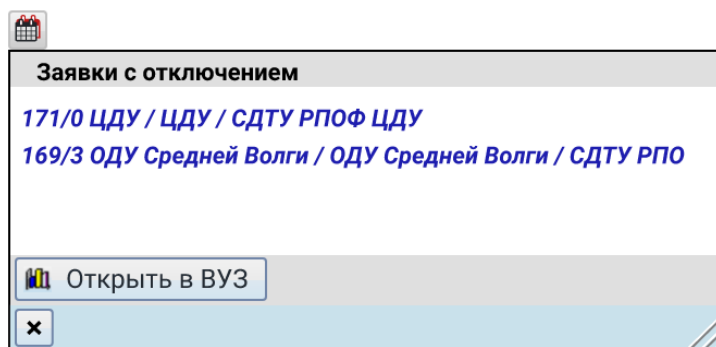 Заявки с отключением
171/0 ЦДУ / ЦДУ / СДТУ РПОФ ЦДУ
169/3 ОДУ Средней Волги / ОДУ Средней Волги / СДТУ РПО
Открыть в ВУЗ